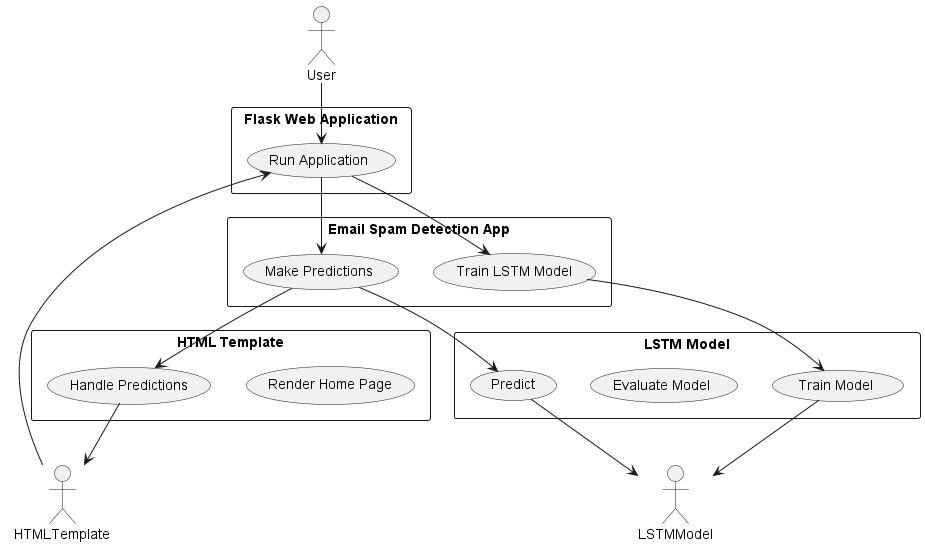 User
Flask Web Application
Run Application
Email Spam Detection App
Make Predictions
Train LSTM Model
HTML Template
LSTM Model
Handle Predictions
Render Home Page
Predict
Evaluate Model
Train Model
HTMLTemplate
LSTMModel